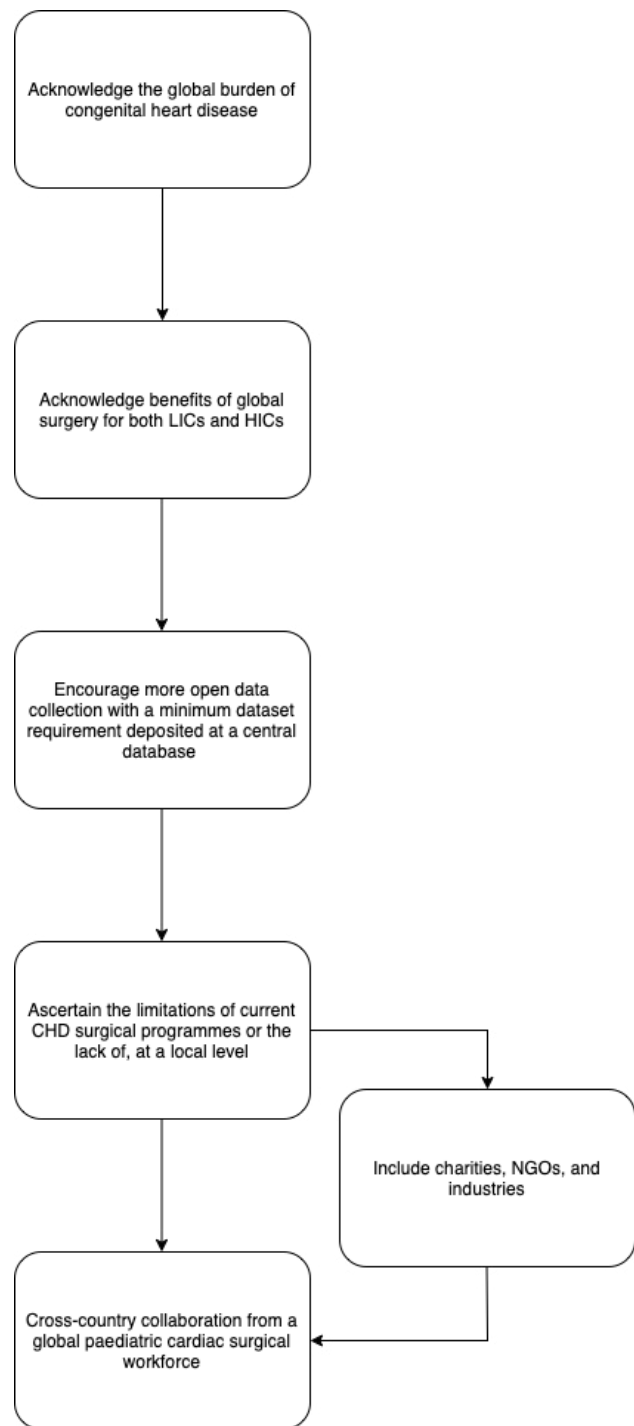 Acknowledge the global burden of
congenital heart disease
Acknowledge benefits of global
surgery for both LICs and HICs
Encourage more open data
collection with a minimum dataset
requirement deposited at a central
database
Ascertain the limitations of current
CHD surgical programmes or the
lack of, at a local level
Include charities, NGOs, and
industries
Cross-country collaboration from a
global paediatric cardiac surgical
workforce